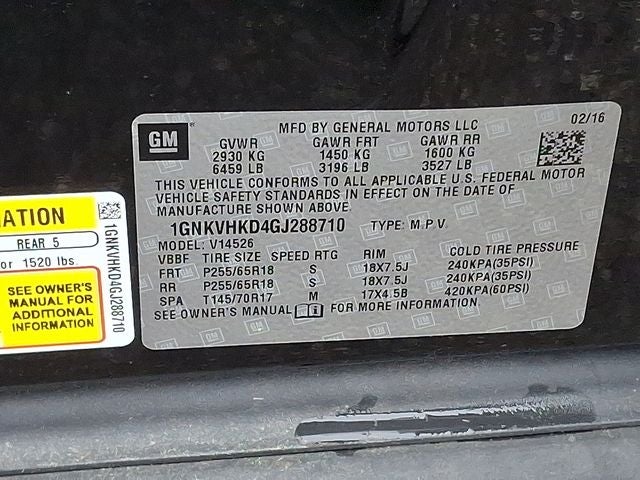 GM
MFD BY GENERAL MOTORS LLC
02/16
GVWR GAWR FRT GAWR RR
2930 KG 1450 KG 1600 KG
6459 LB 3196 LB 3527 LB
THIS VEHICLE CONFORMS TO ALL APPLICABLE U.S. FEDERAL MOTOR
VEHICLE SAFETY STANDARDS IN EFFECT ON THE DATE OF
MANUFACTURE SHOWN ABOVE.
1GNKVHKD4GJ288710 TYPE: M P V
MODEL: V14526
VBBF TIRE SIZE SPEED RTG RIM COLD TIRE PRESSURE
FRT P255/65R18 S 18X7.5J 240KPA(35PSI)
RR P255/65R18 S 18X7.5J 240KPA(35PSI)
SPA T145/70R17 M 17X4.5B 420KPA(60PSI)
SEE OWNER'S MANUAL FOR MORE INFORMATION.
MATION
REAR 5
or 1520 lbs.
SEE OWNER'S
MANUAL FOR
ADDITIONAL
INFORMATION
1GNKVHKD4GJ288710